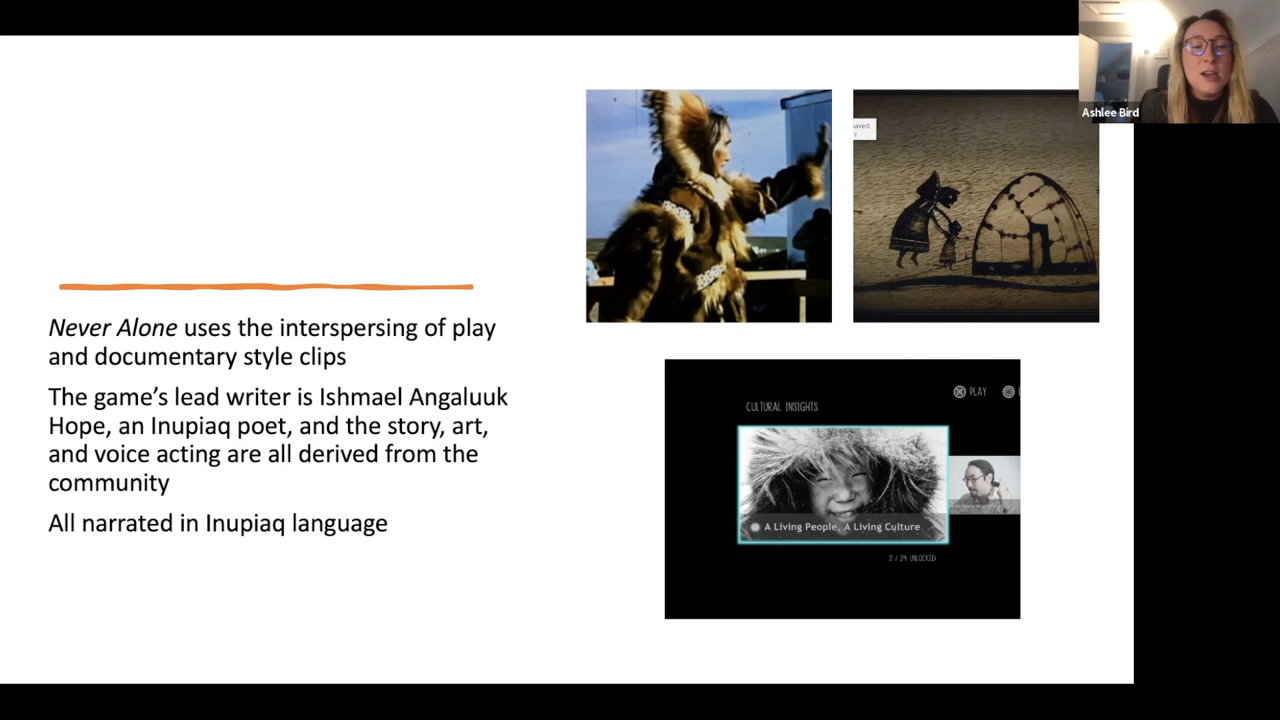 Ashlee Bird
Never Alone uses the interspersing of play
and documentary style clips
The game's lead writer is Ishmael Angaluuk
Hope, an Inupiaq poet, and the story, art,
and voice acting are all derived from the
community
All narrated in Inupiaq language
saved.
PLAY
CULTURAL INSIGHTS
A Living People, A Living Culture
2 / 24 UNLOCKED